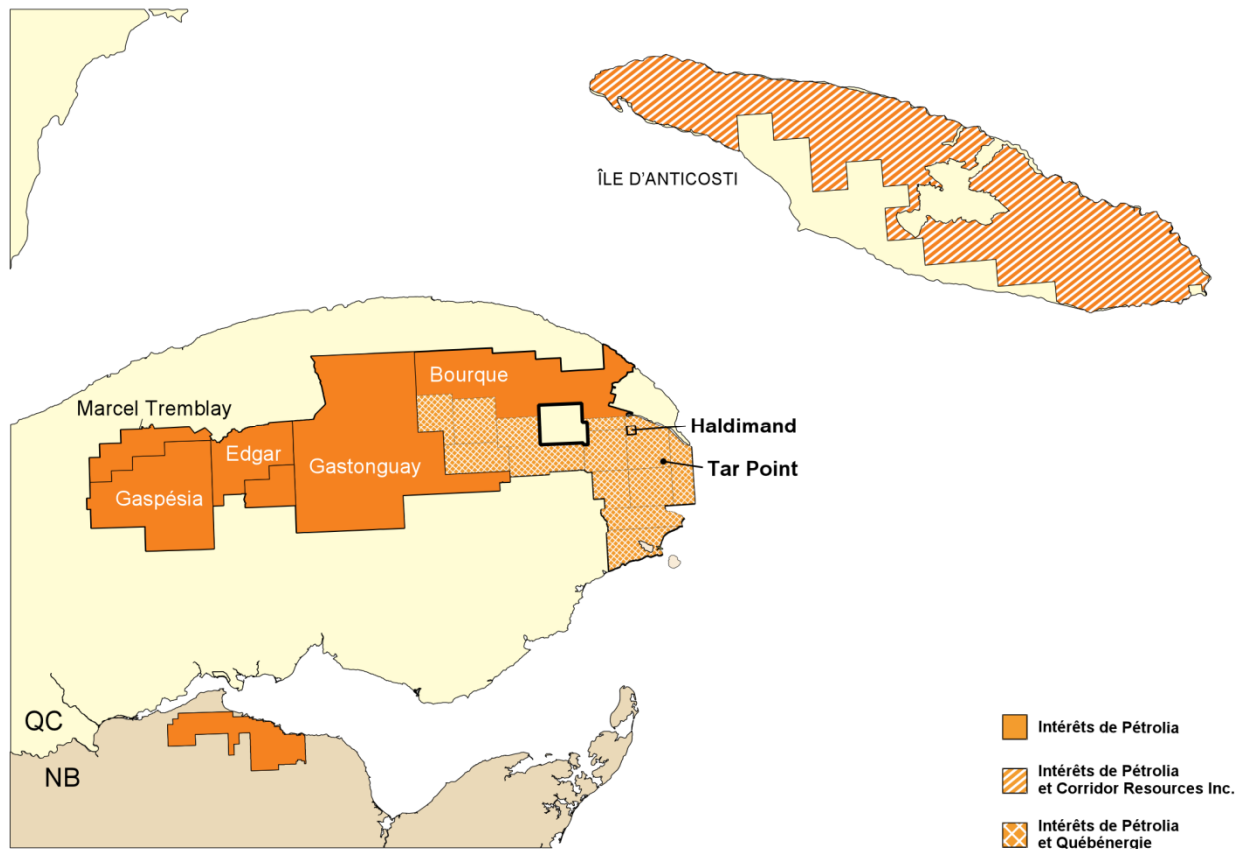 ÎLE D'ANTICOSTI
Bourque
Marcel Tremblay
Haldimand
Edgar
Gastonguay
Tar Point
Gaspésia
QC
NB
Intérêts de Pétrolia
Intérêts de Pétrolia
et Corridor Resources Inc.
Intérêts de Pétrolia
et Québénergie